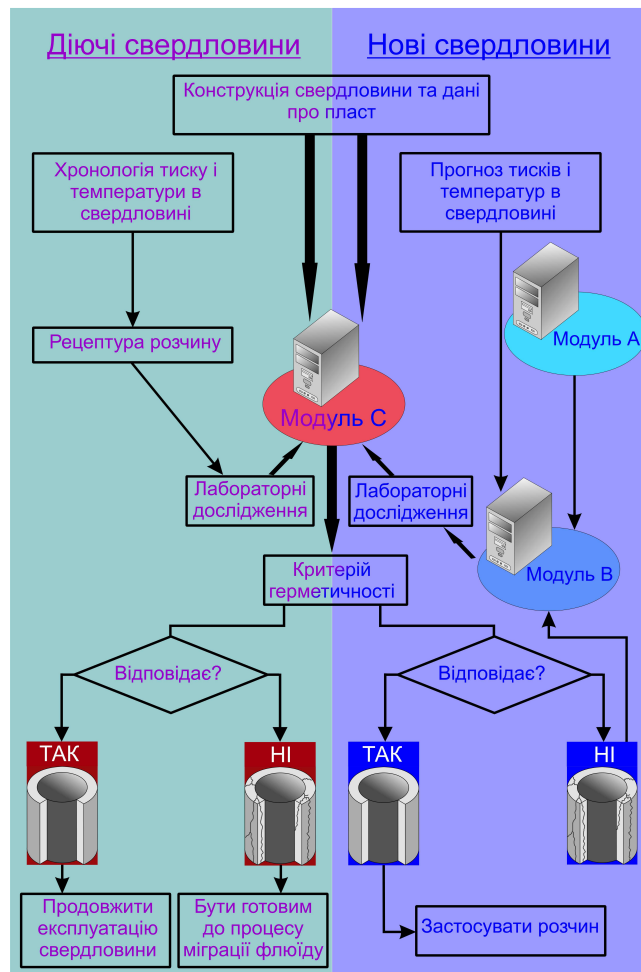 Діючі свердловини
Нові свердловини
Конструкція свердловини та дані
про пласт
Хронологія тиску і
температури в
свердловині
Прогноз тисків і
температур в
свердловині
Модуль А
Рецептура розчину
Модуль С
Лабораторні
дослідження
Лабораторні
дослідження
Модуль В
Критерій
герметичності
Відповідає?
Відповідає?
ТАК
НІ
ТАК
НІ
Продовжити
експлуатацію
свердловини
Бути готовим
до процесу
міграції флюїду
Застосувати розчин